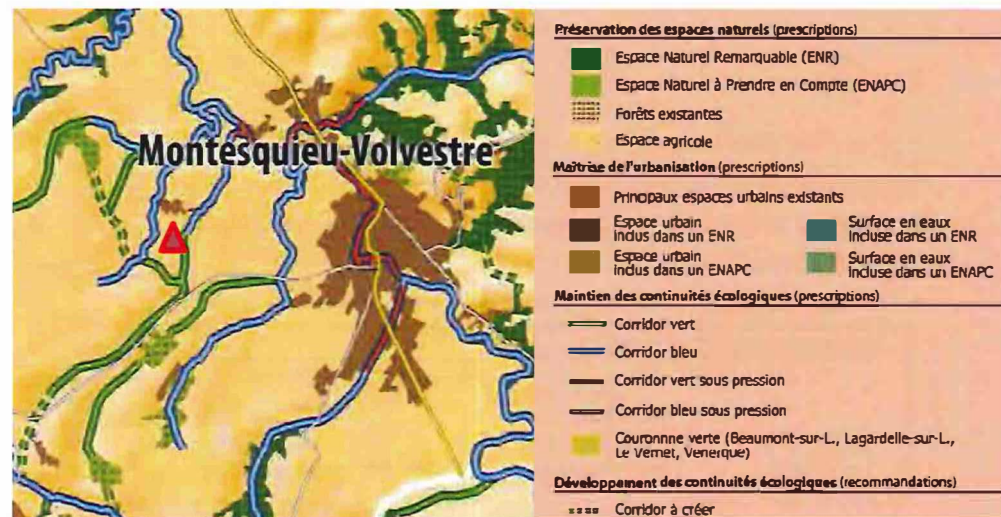 Montesquieu-Volvestre
Préservation des espaces naturels (prescriptions)
Espace Naturel Remarquable (ENR)
Espace Naturel à Prendre en Compte (ENAPC)
Forêts existantes
Espace agricole
Maîtrise de l'urbanisation (prescriptions)
Principaux espaces urbains existants
Espace urbain
inclus dans un ENR
Surface en eaux
incluse dans un ENR
Espace urbain
inclus dans un ENAPC
Surface en eaux
incluse dans un ENAPC
Maintien des continuités écologiques (prescriptions)
Corridor vert
Corridor bleu
Corridor vert sous pression
Corridor bleu sous pression
Couronnne verte (Beaumont-sur-L., Lagardelle-sur-L.,
Le Vernet, Venerque)
Développement des continuités écologiques (recommandations)
Corridor à créer